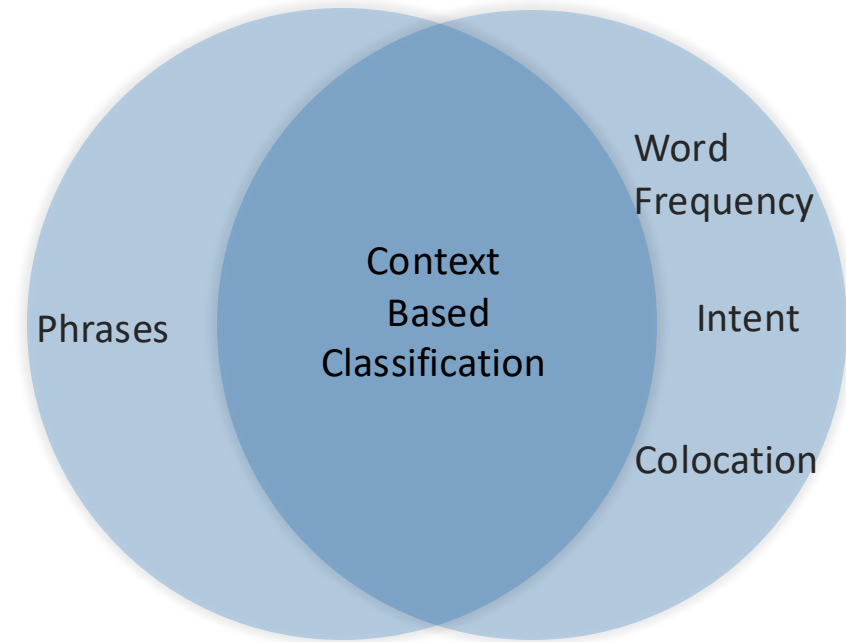 Phrases
Context
Based
Classification
Word
Frequency
Intent
Colocation